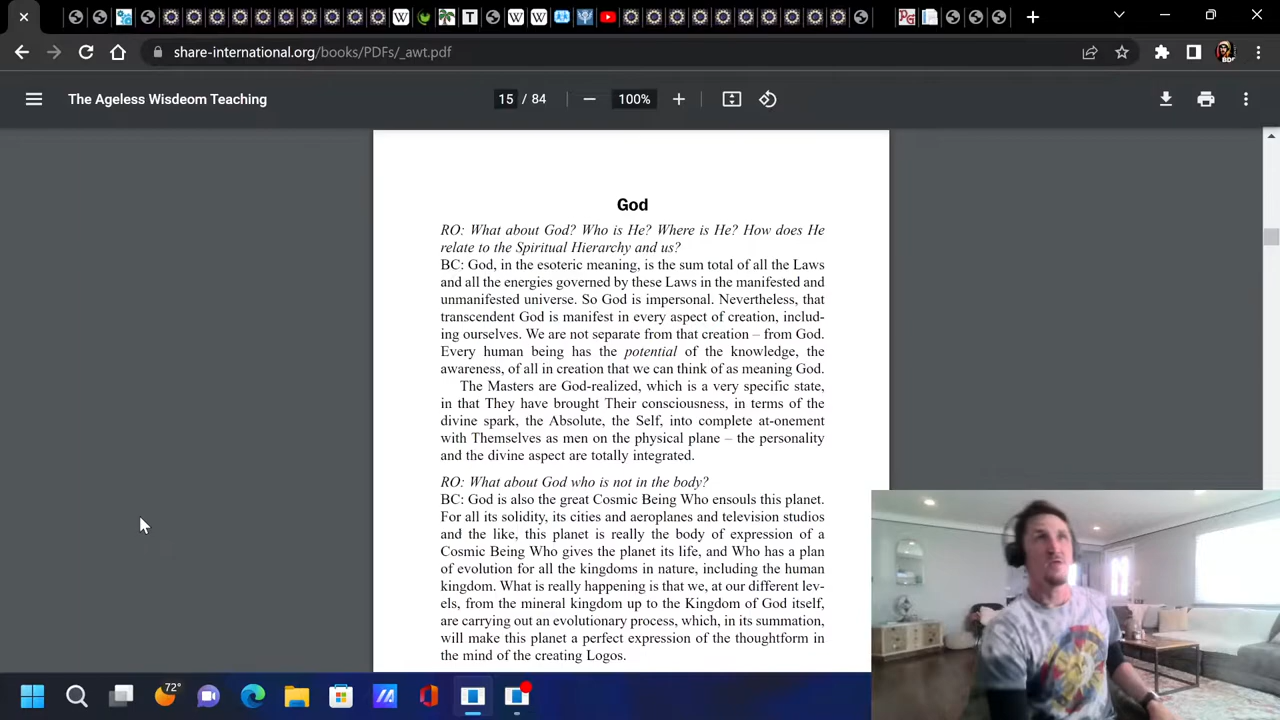 share-international.org/books/PDFs/_awt.pdf
The Ageless Wisdeom Teaching
15 / 84
100%
God
RO: What about God? Who is He? Where is He? How does He
relate to the Spiritual Hierarchy and us?
BC: God, in the esoteric meaning, is the sum total of all the Laws
and all the energies governed by these Laws in the manifested and
unmanifested universe. So God is impersonal. Nevertheless, that
transcendent God is manifest in every aspect of creation, includ-
ing ourselves. We are not separate from that creation – from God.
Every human being has the potential of the knowledge, the
awareness, of all in creation that we can think of as meaning God.
The Masters are God-realized, which is a very specific state,
in that They have brought Their consciousness, in terms of the
divine spark, the Absolute, the Self, into complete at-onement
with Themselves as men on the physical plane – the personality
and the divine aspect are totally integrated.
RO: What about God who is not in the body?
BC: God is also the great Cosmic Being Who ensouls this planet.
For all its solidity, its cities and aeroplanes and television studios
and the like, this planet is really the body of expression of a
Cosmic Being Who gives the planet its life, and Who has a plan
of evolution for all the kingdoms in nature, including the human
kingdom. What is really happening is that we, at our different lev-
els, from the mineral kingdom up to the Kingdom of God itself,
are carrying out an evolutionary process, which, in its summation,
will make this planet a perfect expression of the thoughtform in
the mind of the creating Logos.
72°